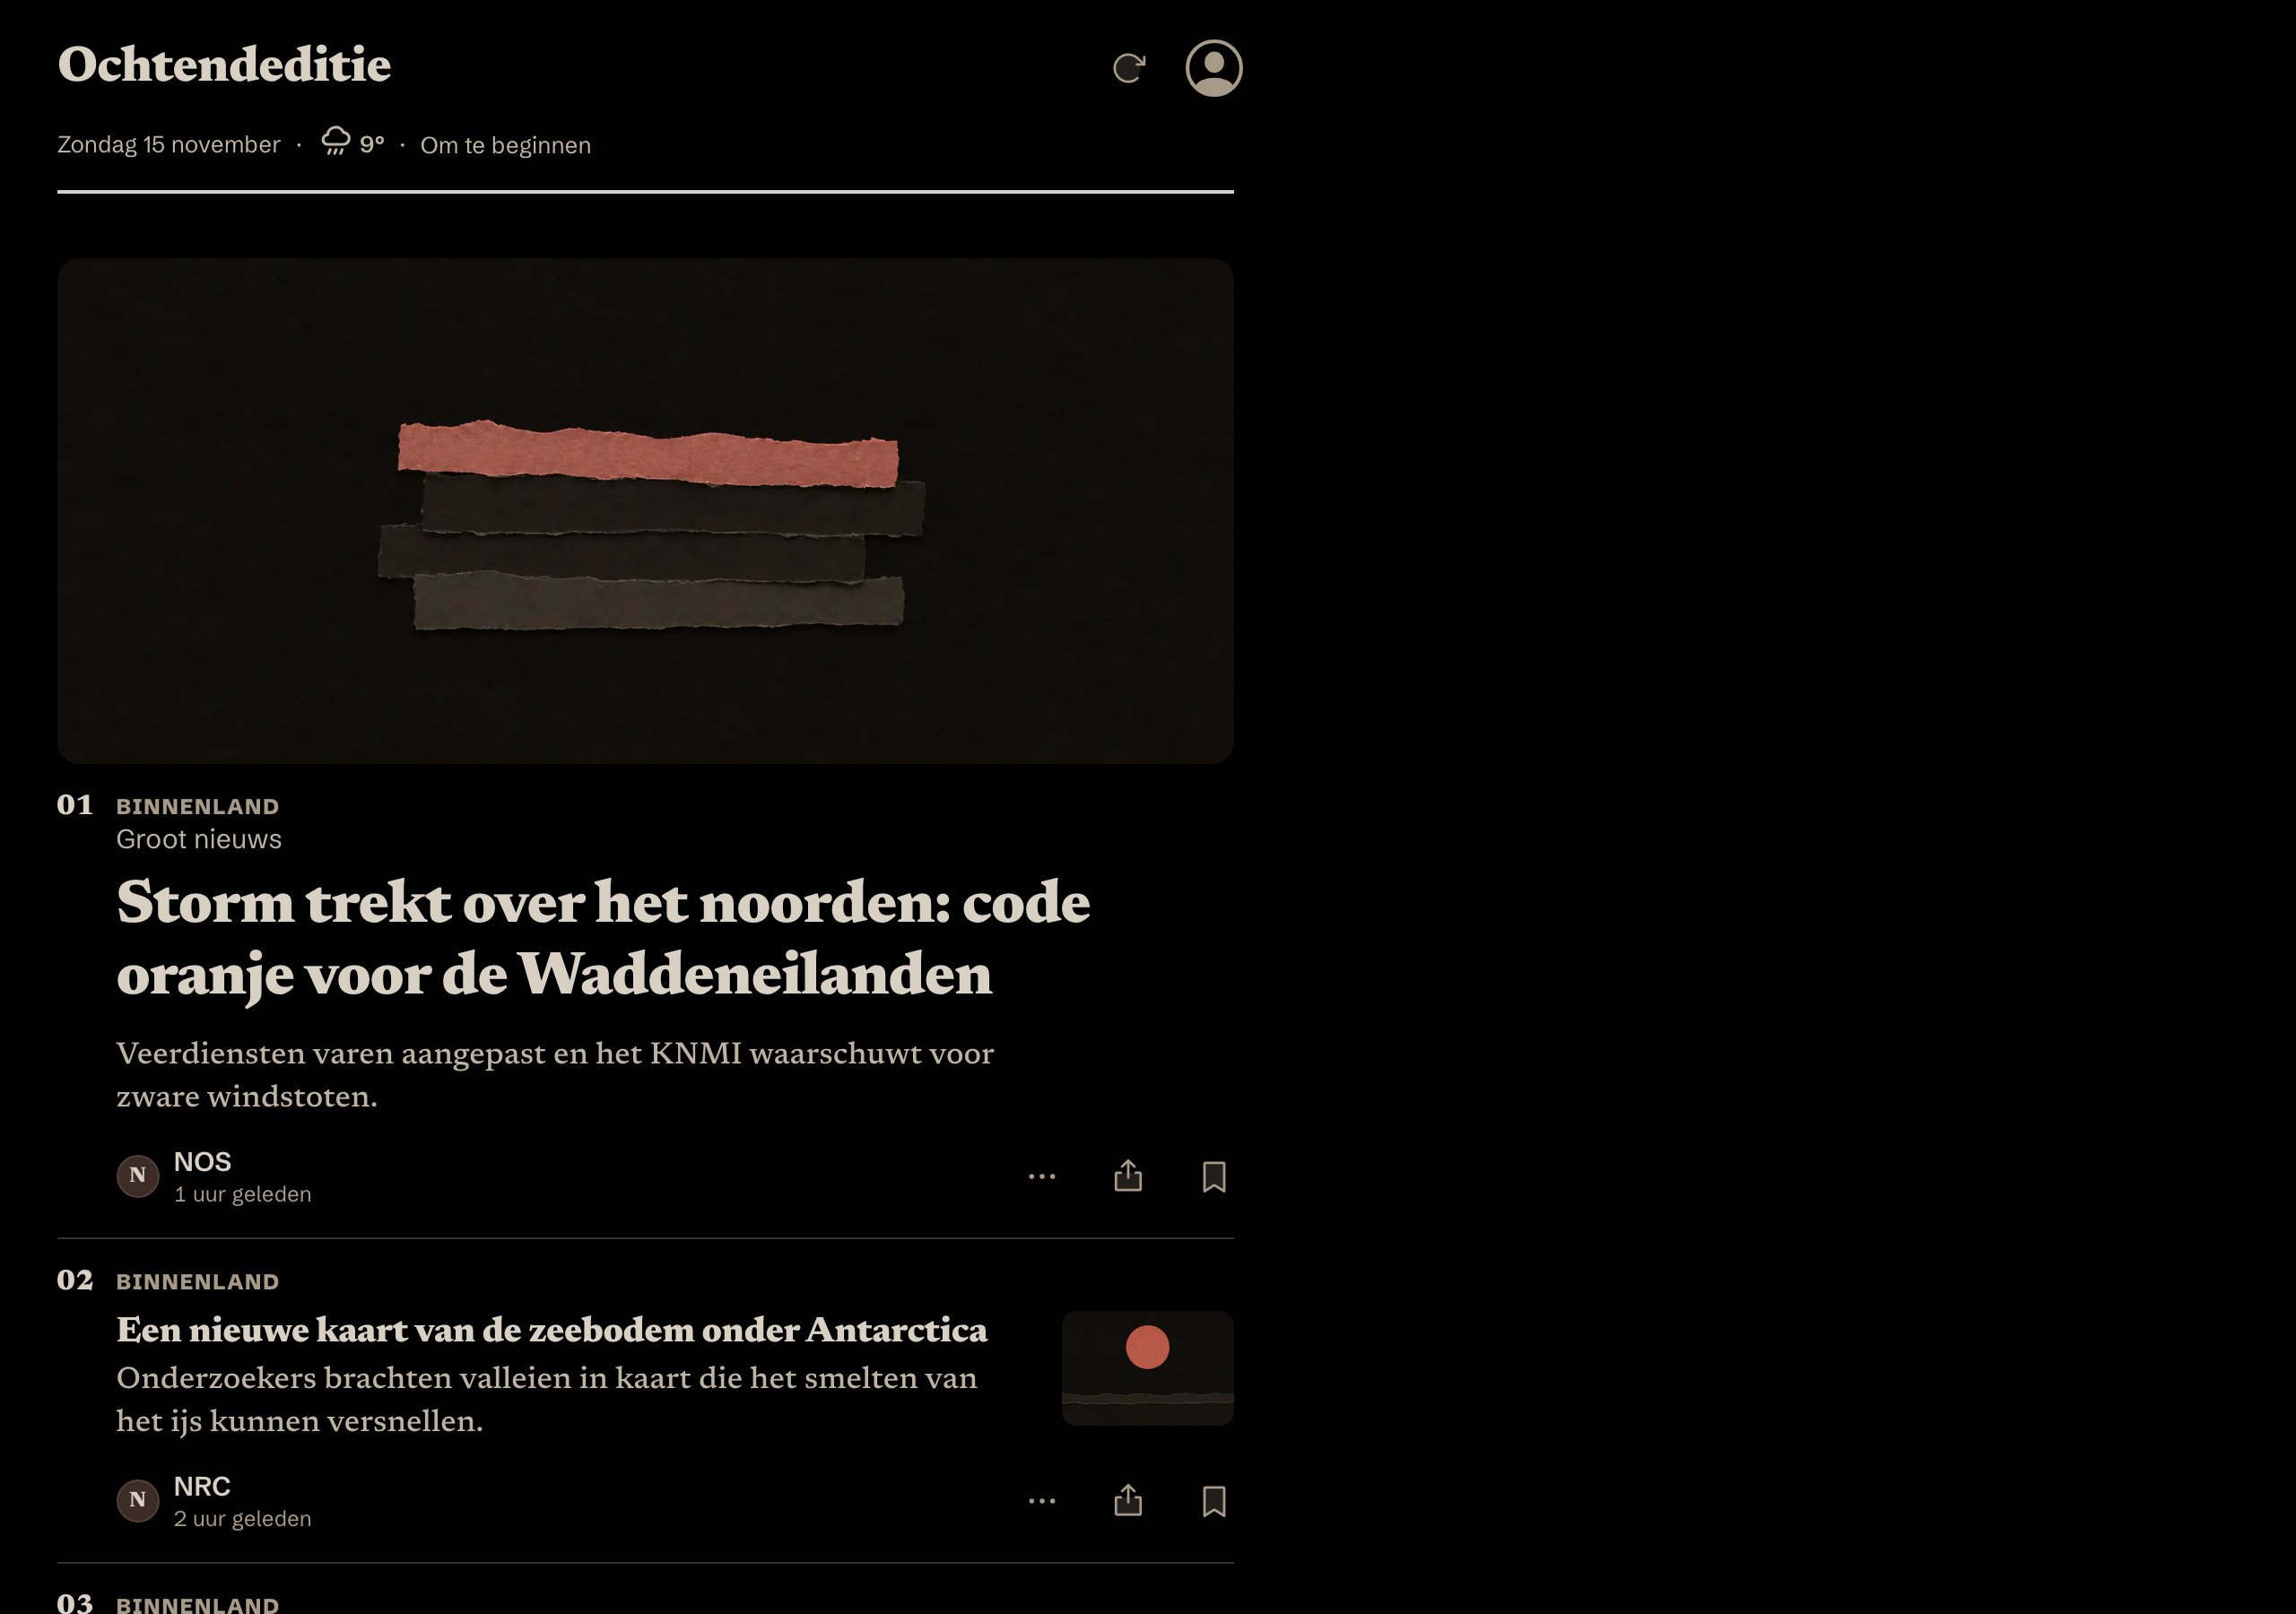 Ochtendeditie
Zondag 15 november · 9° · Om te beginnen
01 BINNENLAND
Groot nieuws
Storm trekt over het noorden: code
oranje voor de Waddeneilanden
Veerdiensten varen aangepast en het KNMI waarschuwt voor
zware windstoten.
N NOS
1 uur geleden
02 BINNENLAND
Een nieuwe kaart van de zeebodem onder Antarctica
Onderzoekers brachten valleien in kaart die het smelten van
het ijs kunnen versnellen.
N NRC
2 uur geleden
03 BINNENLAND